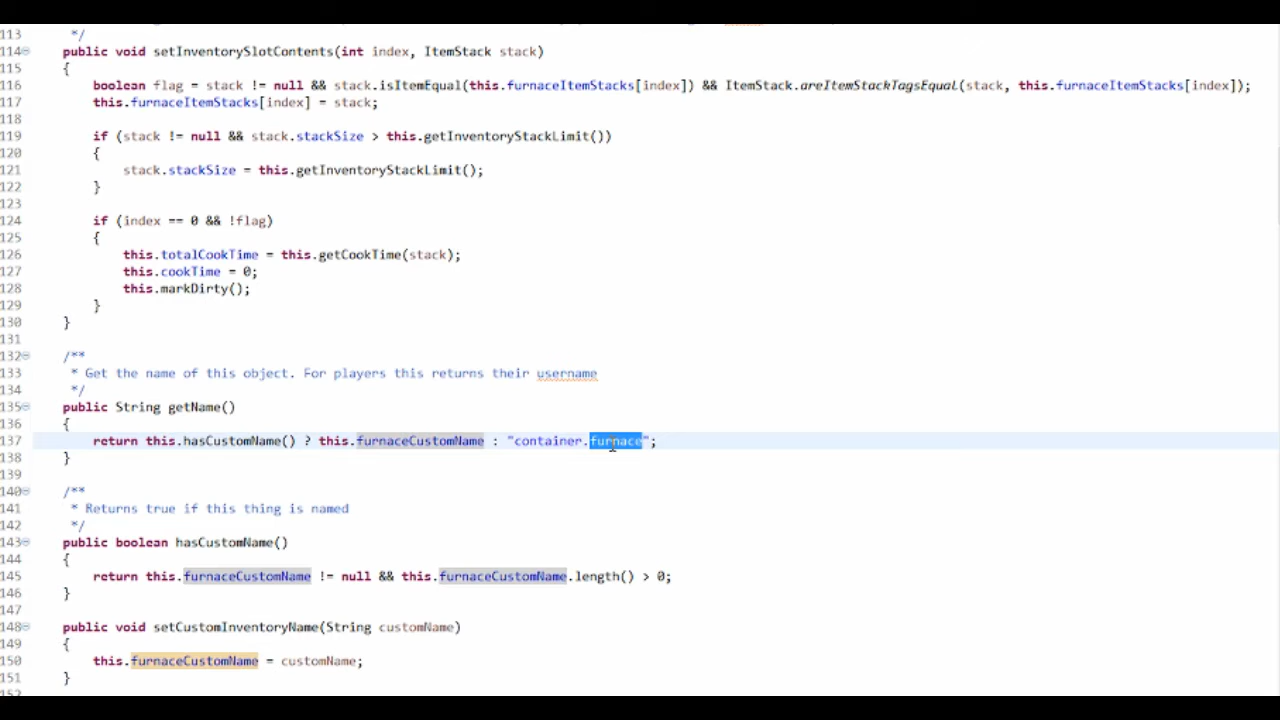 113      */
114    public void setInventorySlotContents(int index, ItemStack stack)
115    {
116        boolean flag = stack != null && stack.isItemEqual(this.furnaceItemStacks[index]) && ItemStack.areItemStackTagsEqual(stack, this.furnaceItemStacks[index]);
117        this.furnaceItemStacks[index] = stack;
118
119        if (stack != null && stack.stackSize > this.getInventoryStackLimit())
120        {
121            stack.stackSize = this.getInventoryStackLimit();
122        }
123
124        if (index == 0 && !flag)
125        {
126            this.totalCookTime = this.getCookTime(stack);
127            this.cookTime = 0;
128            this.markDirty();
129        }
130    }
131
132    /**
133     * Get the name of this object. For players this returns their username
134     */
135    public String getName()
136    {
137        return this.hasCustomName() ? this.furnaceCustomName : "container.furnace";
138    }
139
140    /**
141     * Returns true if this thing is named
142     */
143    public boolean hasCustomName()
144    {
145        return this.furnaceCustomName != null && this.furnaceCustomName.length() > 0;
146    }
147
148    public void setCustomInventoryName(String customName)
149    {
150        this.furnaceCustomName = customName;
151    }
152